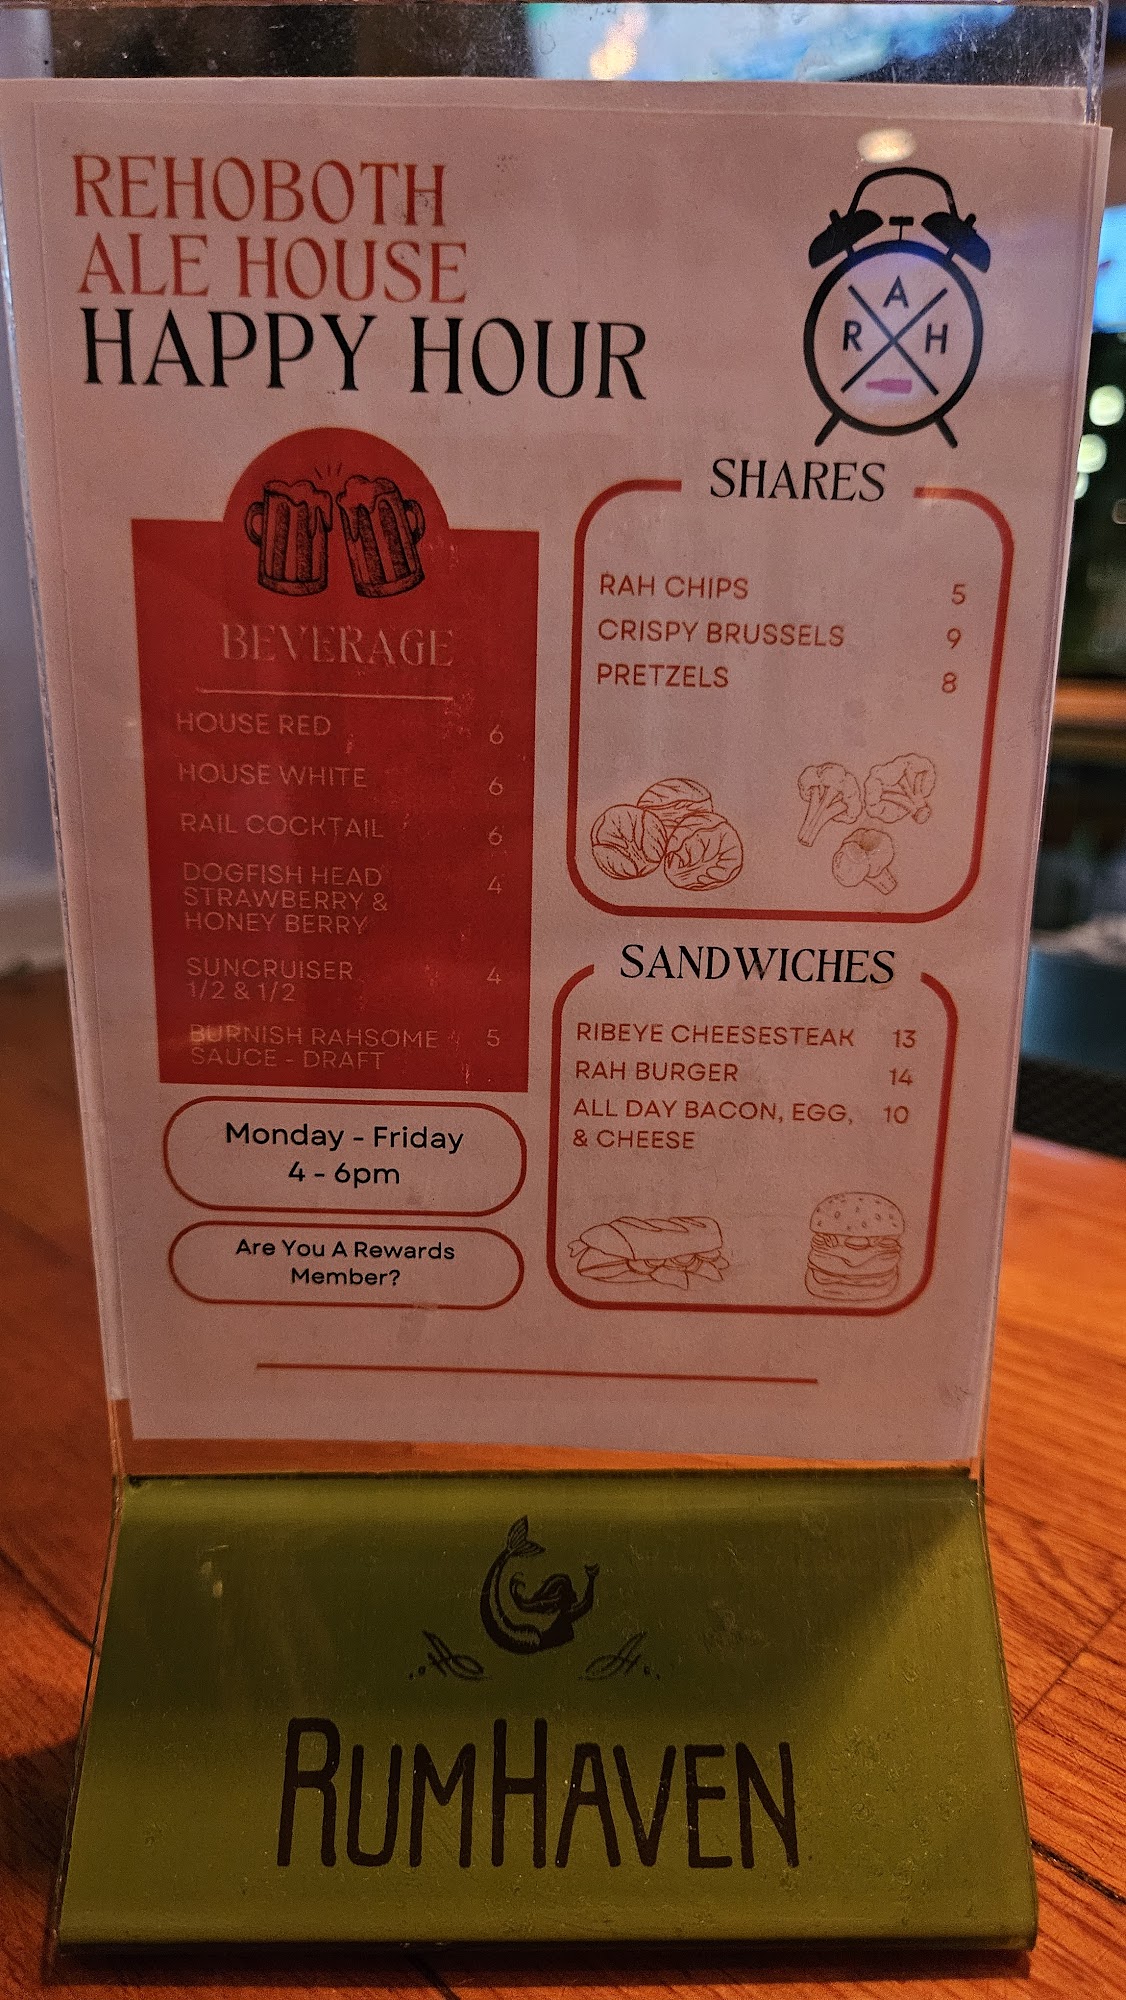 REHOBOTH
ALE HOUSE
HAPPY HOUR
A
R H
BEVERAGE
HOUSE RED 6
HOUSE WHITE 6
RAIL COCKTAIL 6
DOGFISH HEAD 4
STRAWBERRY &
HONEY BERRY
SUNCRUISER 4
1/2 & 1/2
BURNISH RAHSOME 5
SAUCE - DRAFT
Monday - Friday
4 - 6pm
Are You A Rewards
Member?
SHARES
RAH CHIPS 5
CRISPY BRUSSELS 9
PRETZELS 8
SANDWICHES
RIBEYE CHEESESTEAK 13
RAH BURGER 14
ALL DAY BACON, EGG, 10
& CHEESE
RUMHAVEN